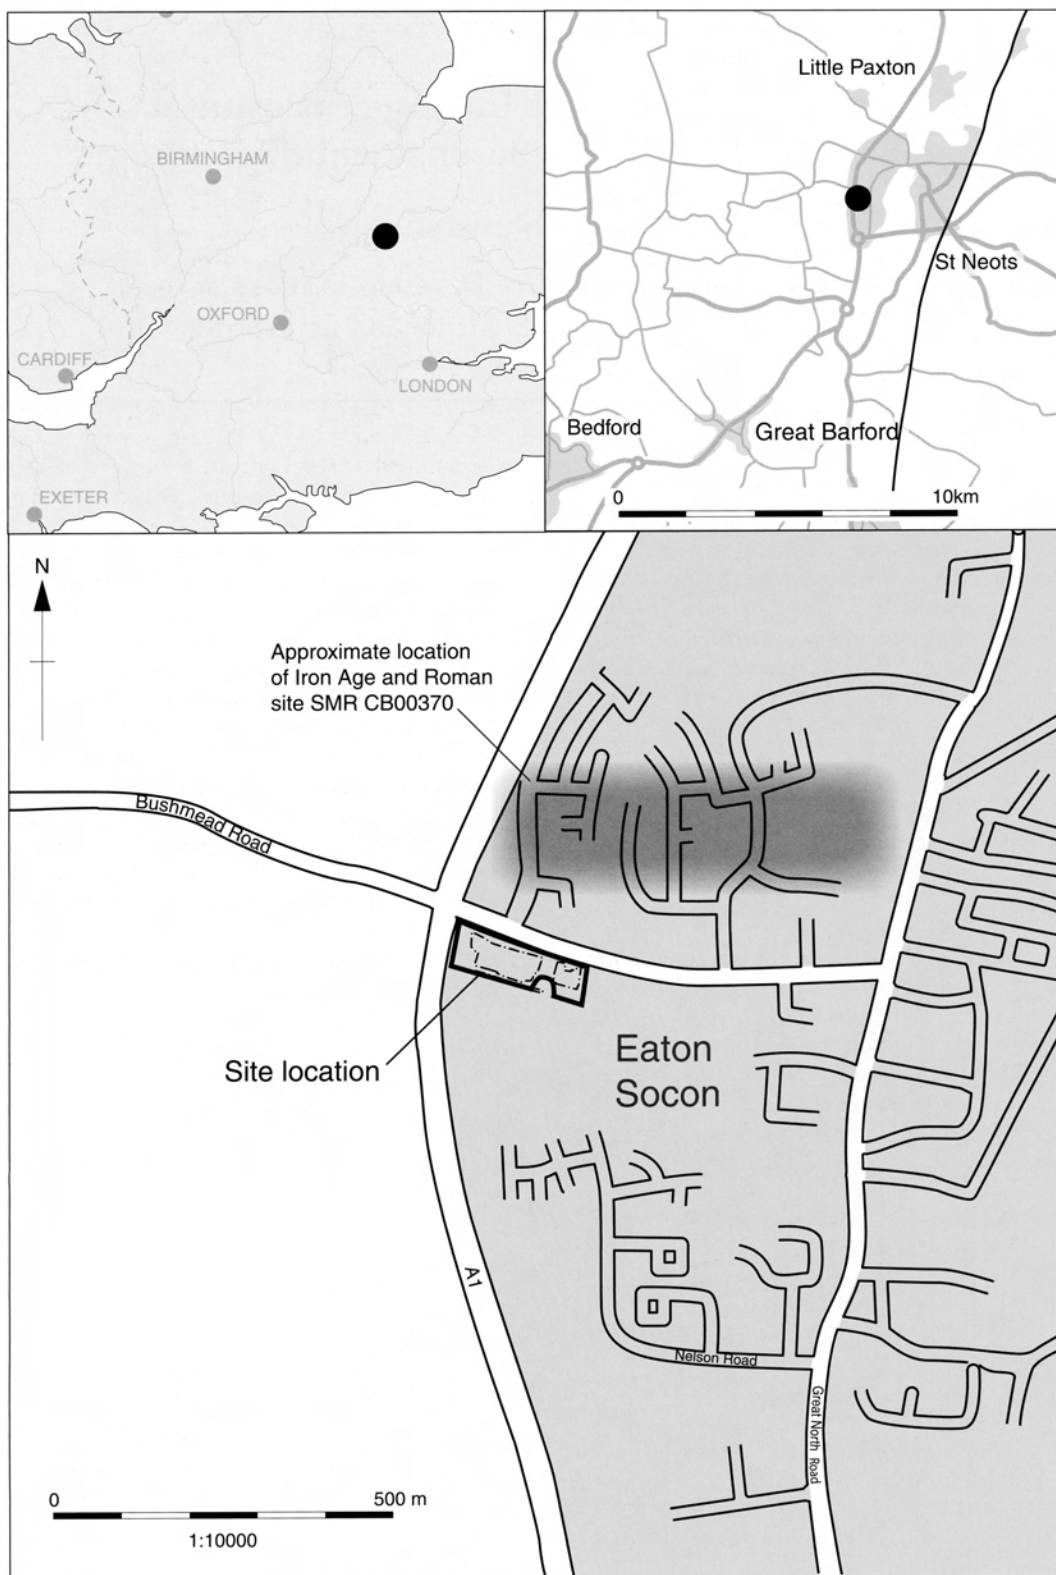 BIRMINGHAM
OXFORD
CARDIFF
LONDON
EXETER
Little Paxton
St Neots
Bedford
Great Barford
0 10km
N
Approximate location
of Iron Age and Roman
site SMR CB00370
Bushmead Road
Site location
Eaton
Socon
A1
Nelson Road
Great North Road
0 500 m
1:10000